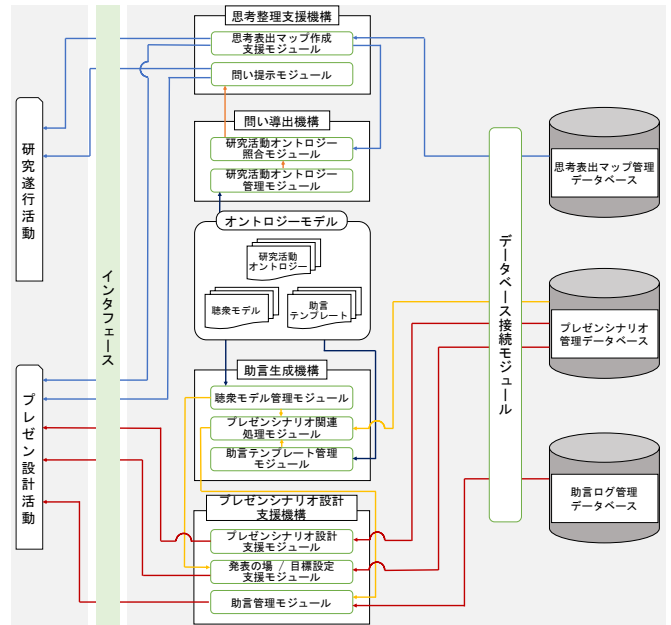 思考整理支援機構
思考表出マップ作成
支援モジュール
問い提示モジュール
問い導出機構
研究活動オントロジー
照合モジュール
研究活動オントロジー
管理モジュール
オントロジーモデル
研究活動
オントロジー
聴衆モデル
助言
テンプレート
助言生成機構
聴衆モデル管理モジュール
プレゼンシナリオ関連
処理モジュール
助言テンプレート管理
モジュール
プレゼンシナリオ設計
支援機構
プレゼンシナリオ設計
支援モジュール
発表の場 / 目標設定
支援モジュール
助言管理モジュール
研究遂行活動
プレゼン設計活動
インタフェース
データベース接続モジュール
思考表出マップ管理
データベース
プレゼンシナリオ
管理データベース
助言ログ管理
データベース